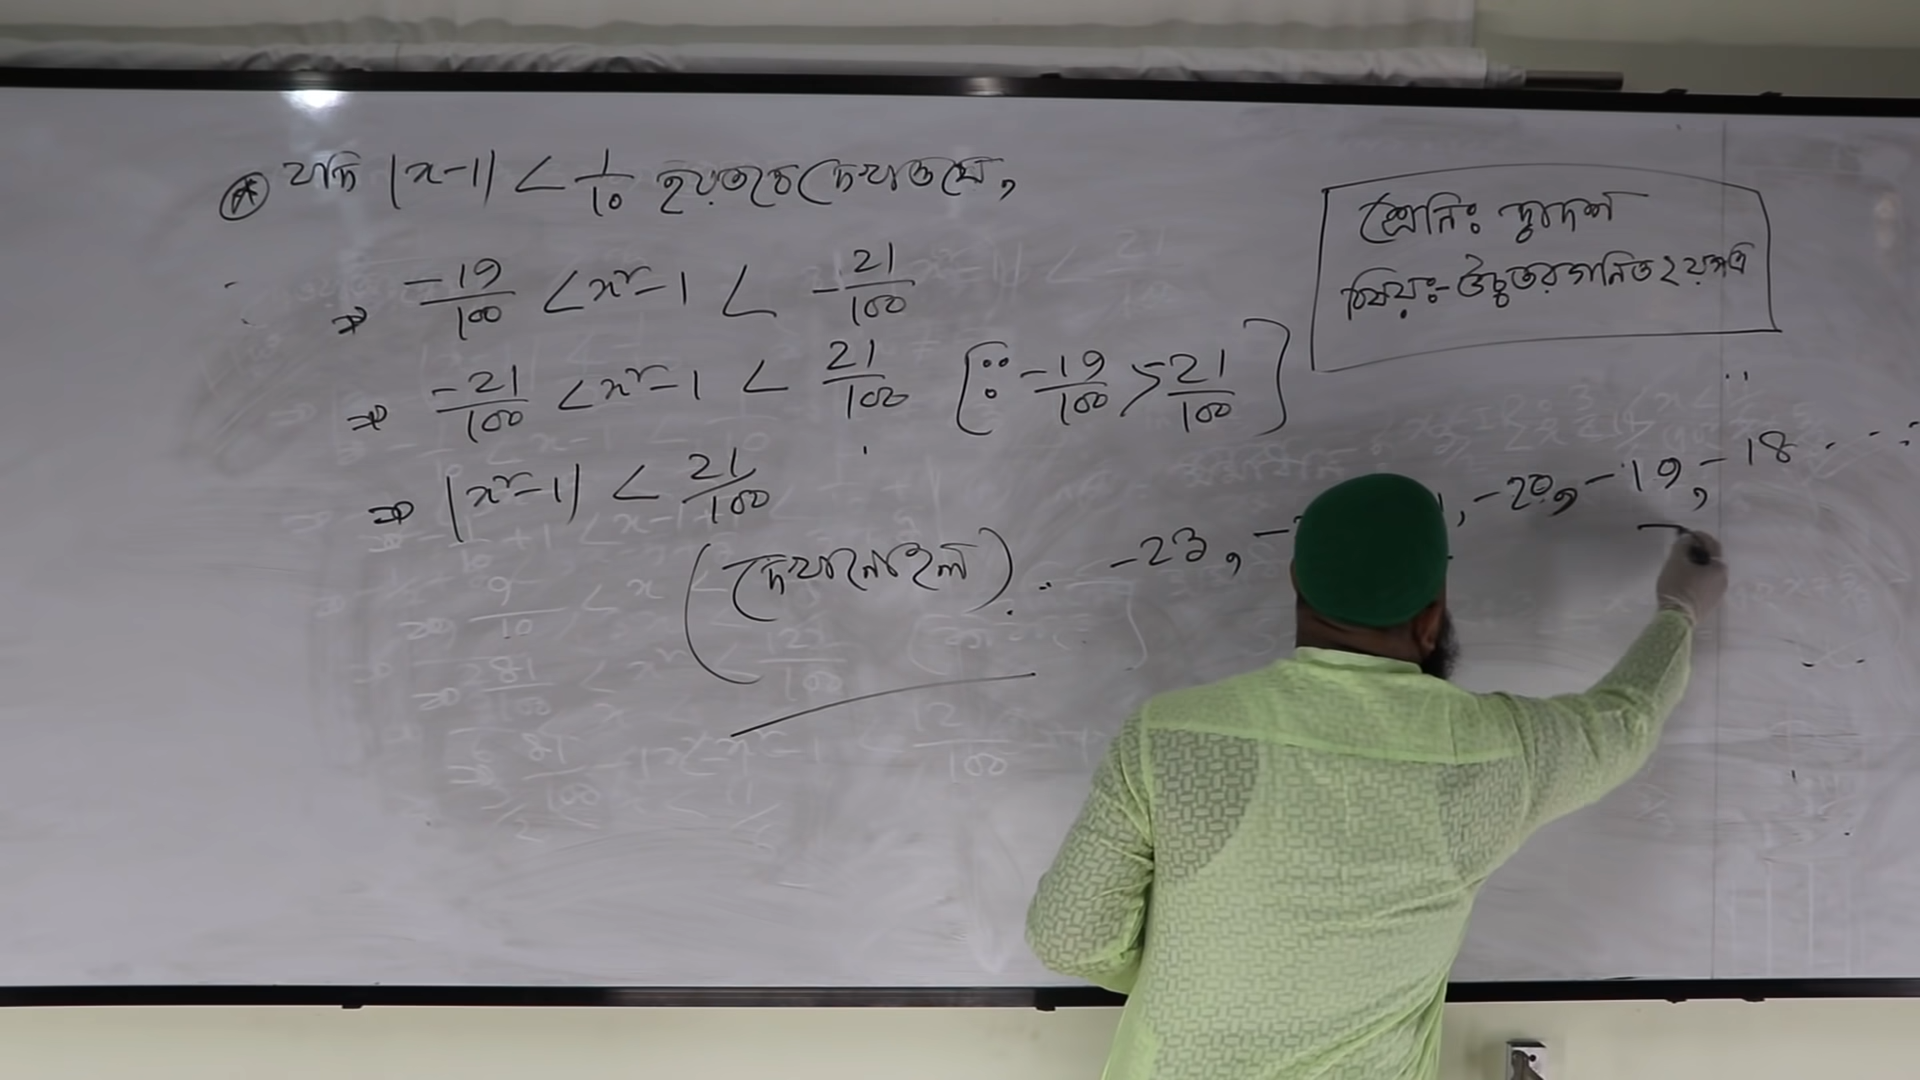 যদি |x-1| < 1/10 হয় তবে দেখাও যে,
⇒ -19/100 < x²-1 < -21/100
⇒ -21/100 < x²-1 < 21/100 [∵ -19/100 > -21/100]
⇒ |x²-1| < 21/100
(দেখানো হল)
শ্রেনিঃ দ্বাদশ
বিষয়ঃ- উচ্চতর গনিত ২য় পত্র
.. -23, - , -20, -19, -18 ....